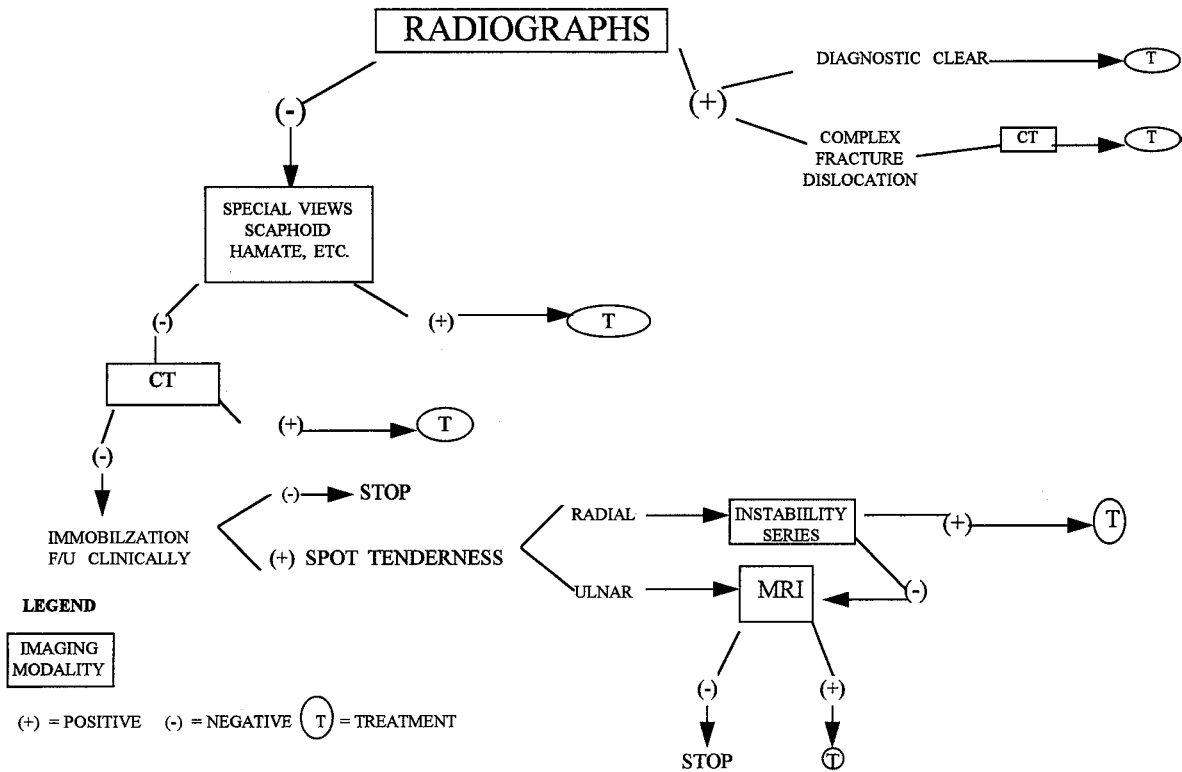 RADIOGRAPHS
(-)
(+)
DIAGNOSTIC CLEAR
T
COMPLEX
FRACTURE
DISLOCATION
CT
T
SPECIAL VIEWS
SCAPHOID
HAMATE, ETC.
(-)
(+)
T
CT
(-)
(+)
T
IMMOBILZATION
F/U CLINICALLY
(-)
STOP
(+) SPOT TENDERNESS
RADIAL
INSTABIILITY
SERIES
(+)
T
ULNAR
MRI
(-)
(-)
(+)
STOP
T
LEGEND
IMAGING
MODALITY
(+) = POSITIVE (-) = NEGATIVE T = TREATMENT